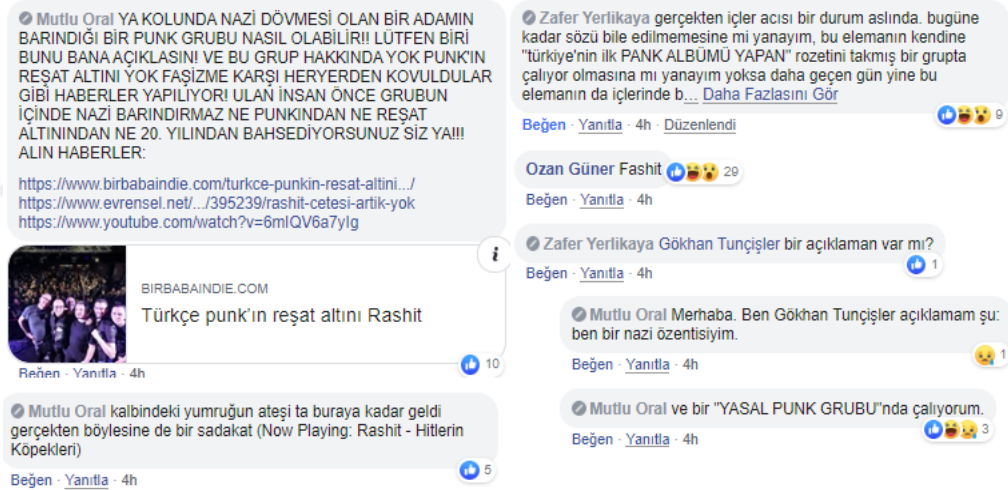 Mutlu Oral YA KOLUNDA NAZİ DÖVMESİ OLAN BİR ADAMIN
BARINDIĞI BİR PUNK GRUBU NASIL OLABİLİR!! LÜTFEN BİRİ
BUNU BANA AÇIKLASIN! VE BU GRUP HAKKINDA YOK PUNK'IN
REŞAT ALTINI YOK FAŞİZME KARŞI HERYERDEN KOVULDULAR
GİBİ HABERLER YAPILIYOR! ULAN İNSAN ÖNCE GRUBUN
İÇİNDE NAZİ BARINDIRMAZ NE PUNKINDAN NE REŞAT
ALTININDAN NE 20. YILINDAN BAHSEDİYORSUNUZ SİZ YA!!!
ALIN HABERLER:
https://www.birbabaindie.com/turkce-punkin-resat-altini.../
https://www.evrensel.net/.../395239/rashit-cetesi-artik-yok
https://www.youtube.com/watch?v=6mIQV6a7yIg
BIRBABAINDIE.COM
Türkçe punk'ın reşat altını Rashit
10
Beğen · Yanıtla · 4h
Mutlu Oral kalbindeki yumruğun ateşi ta buraya kadar geldi
gerçekten böylesine de bir sadakat (Now Playing: Rashit - Hitlerin
Köpekleri)
5
Beğen · Yanıtla · 4h
Zafer Yerlikaya gerçekten içler acısı bir durum aslında. bugüne
kadar sözü bile edilmemesine mi yanayım, bu elemanın kendine
"türkiye'nin ilk PANK ALBÜMÜ YAPAN" rozetini takmış bir grupta
çalıyor olmasına mı yanayım yoksa daha geçen gün yine bu
elemanın da içlerinde b... Daha Fazlasını Gör
9
Beğen · Yanıtla · 4h · Düzenlendi
Ozan Güner Fashit
29
Beğen · Yanıtla · 4h
Zafer Yerlikaya Gökhan Tunçişler bir açıklaman var mı?
1
Beğen · Yanıtla · 4h
Mutlu Oral Merhaba. Ben Gökhan Tunçişler açıklamam şu:
ben bir nazi özentisiyim.
1
Beğen · Yanıtla · 4h
Mutlu Oral ve bir "YASAL PUNK GRUBU"nda çalıyorum.
3
Beğen · Yanıtla · 4h